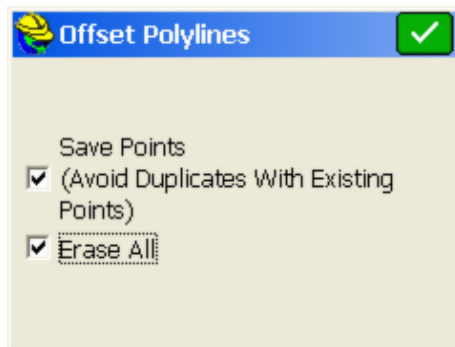 Offset Polylines
Save Points
(Avoid Duplicates With Existing
Points)
Erase All